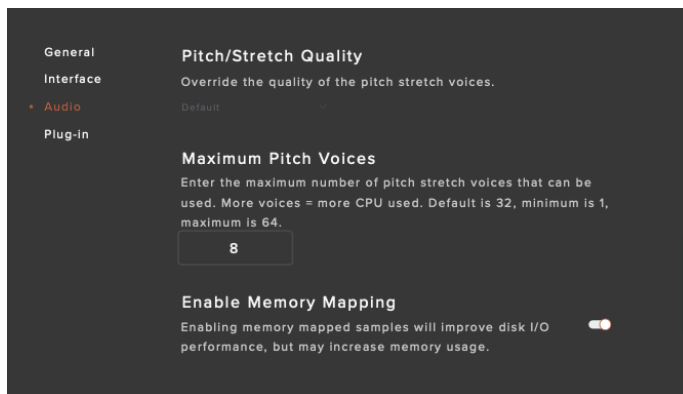 General
Interface
Audio
Plug-in
Pitch/Stretch Quality
Override the quality of the pitch stretch voices.
Default
Maximum Pitch Voices
Enter the maximum number of pitch stretch voices that can be
used. More voices = more CPU used. Default is 32, minimum is 1,
maximum is 64.
8
Enable Memory Mapping
Enabling memory mapped samples will improve disk I/O
performance, but may increase memory usage.